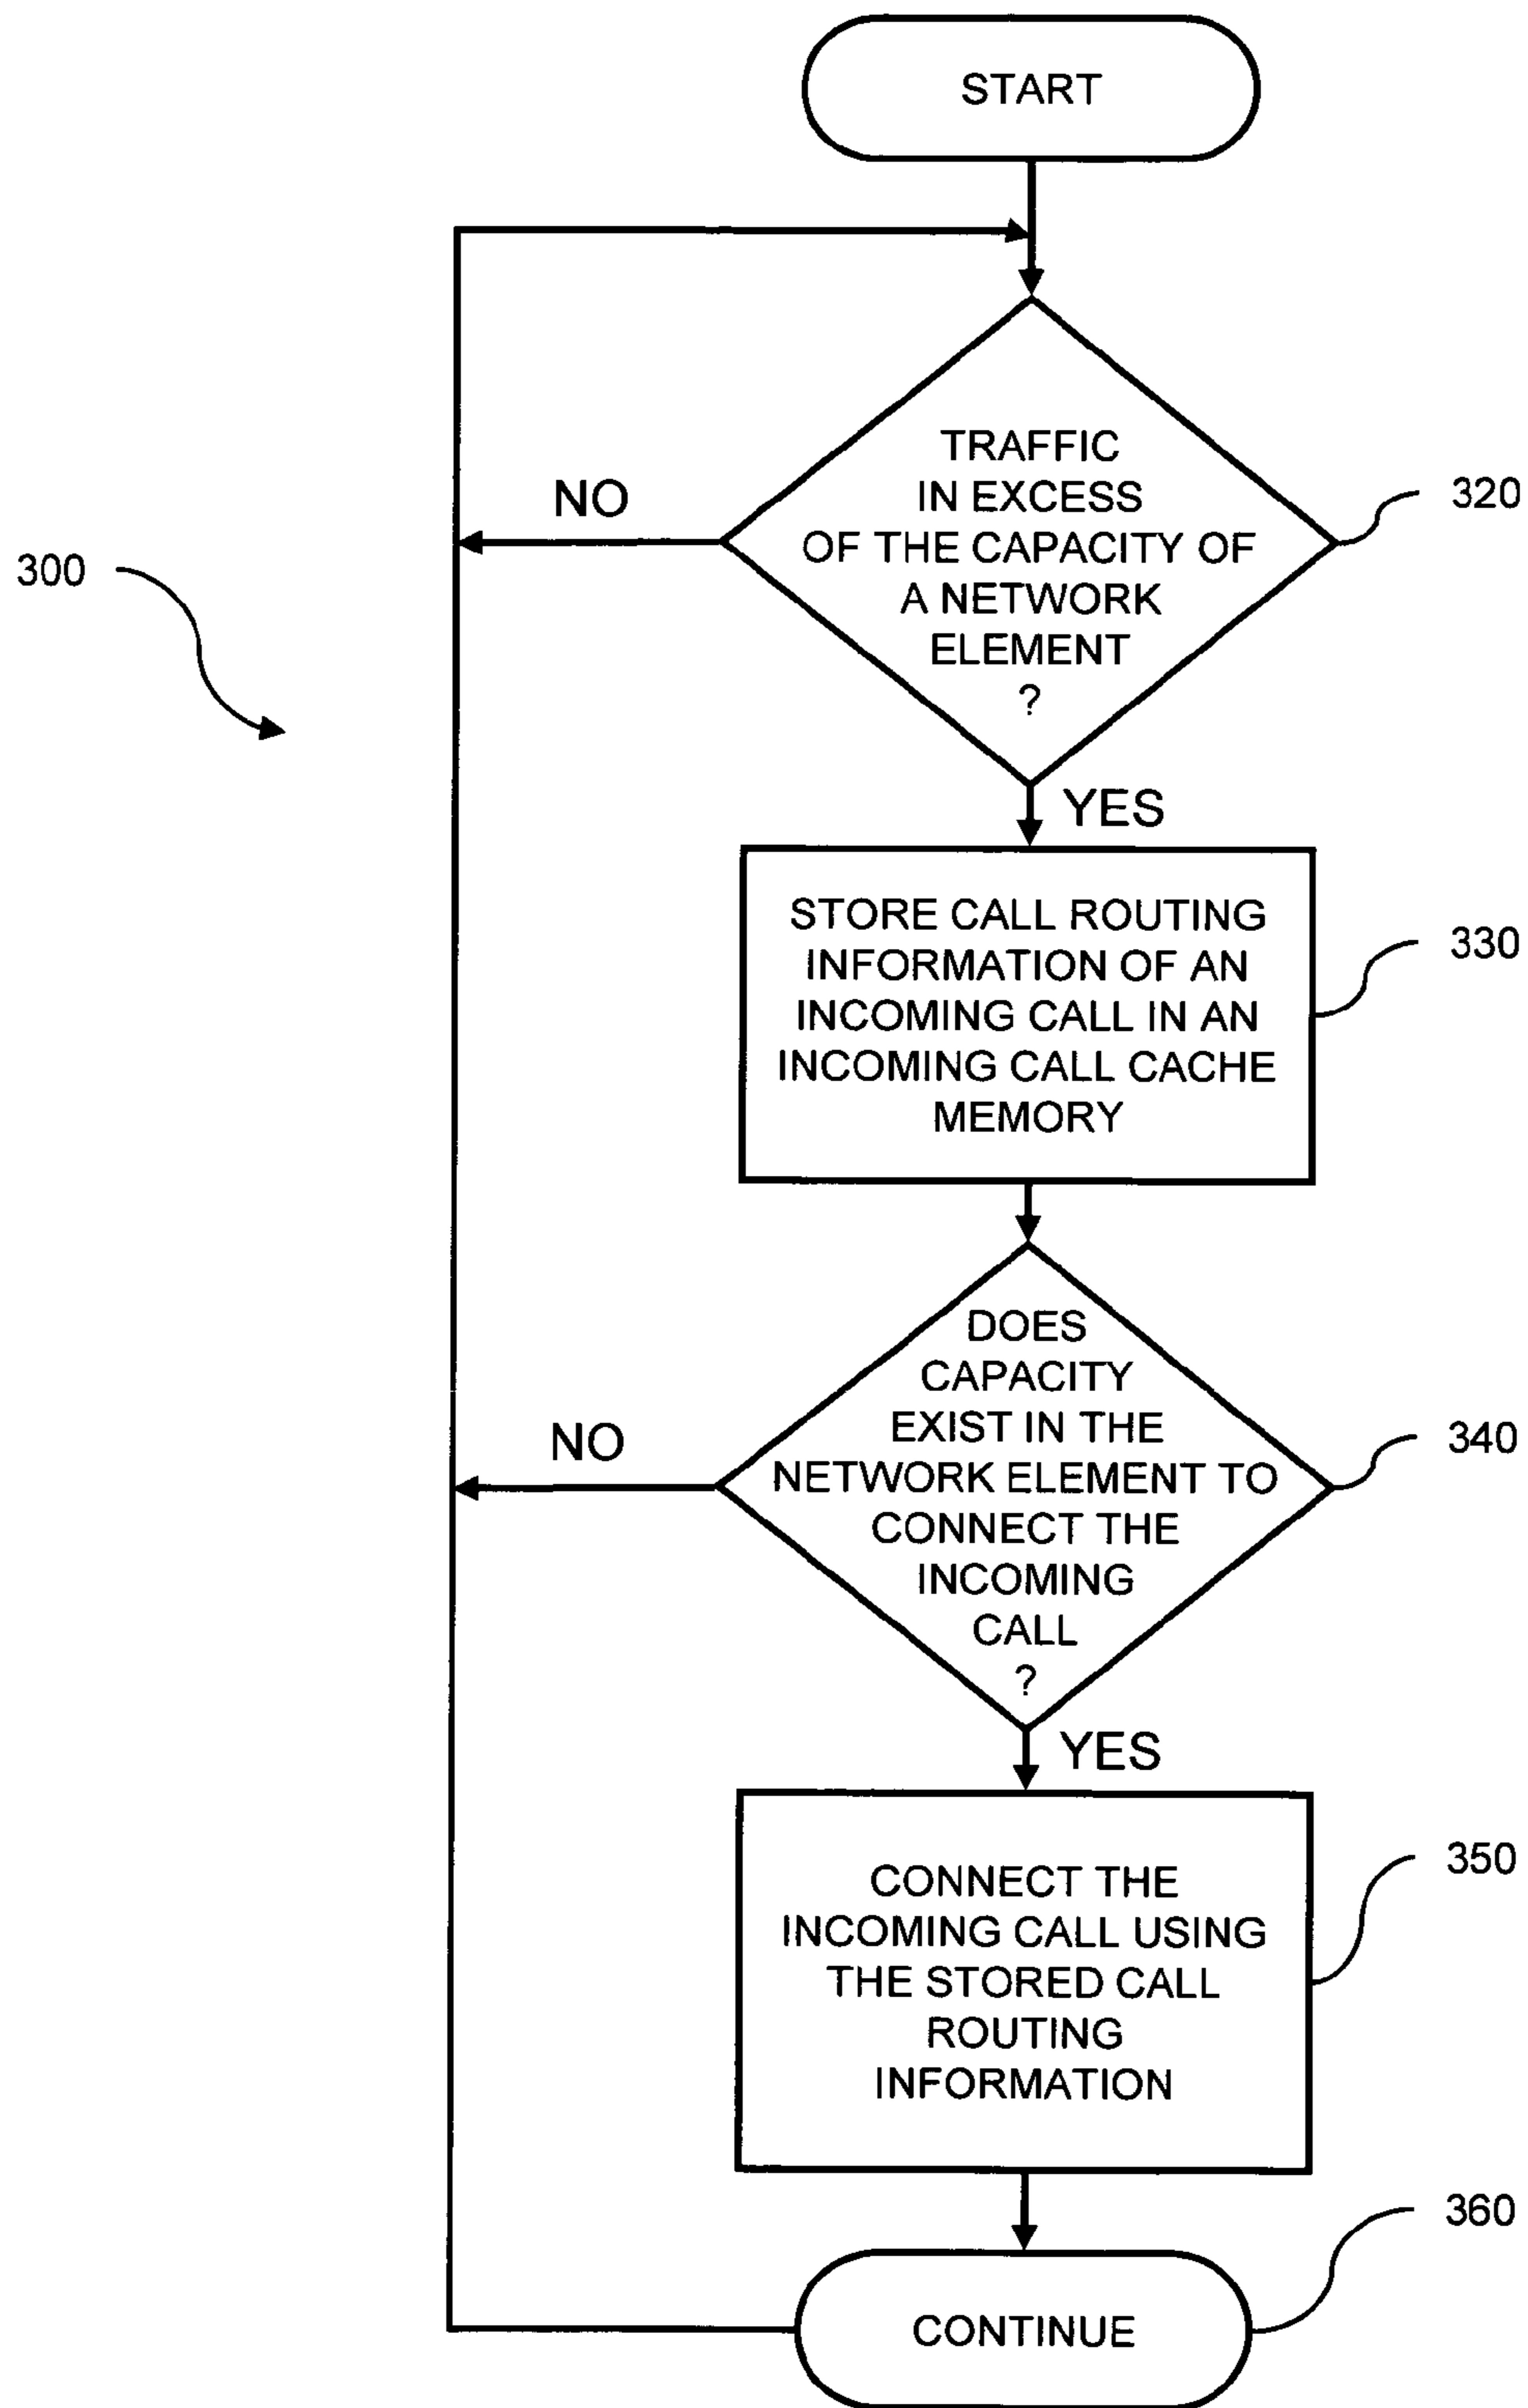 START
TRAFFIC
IN EXCESS
OF THE CAPACITY OF
A NETWORK
ELEMENT
?
NO
320
300
YES
STORE CALL ROUTING
INFORMATION OF AN
INCOMING CALL IN AN
INCOMING CALL CACHE
MEMORY
330
DOES
CAPACITY
EXIST IN THE
NETWORK ELEMENT TO
CONNECT THE
INCOMING
CALL
?
NO
340
YES
CONNECT THE
INCOMING CALL USING
THE STORED CALL
ROUTING
INFORMATION
350
360
CONTINUE